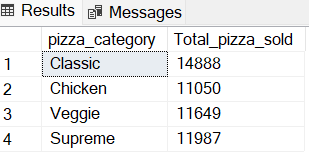 Results Messages
pizza_category Total_pizza_sold
1 Classic 14888
2 Chicken 11050
3 Veggie 11649
4 Supreme 11987